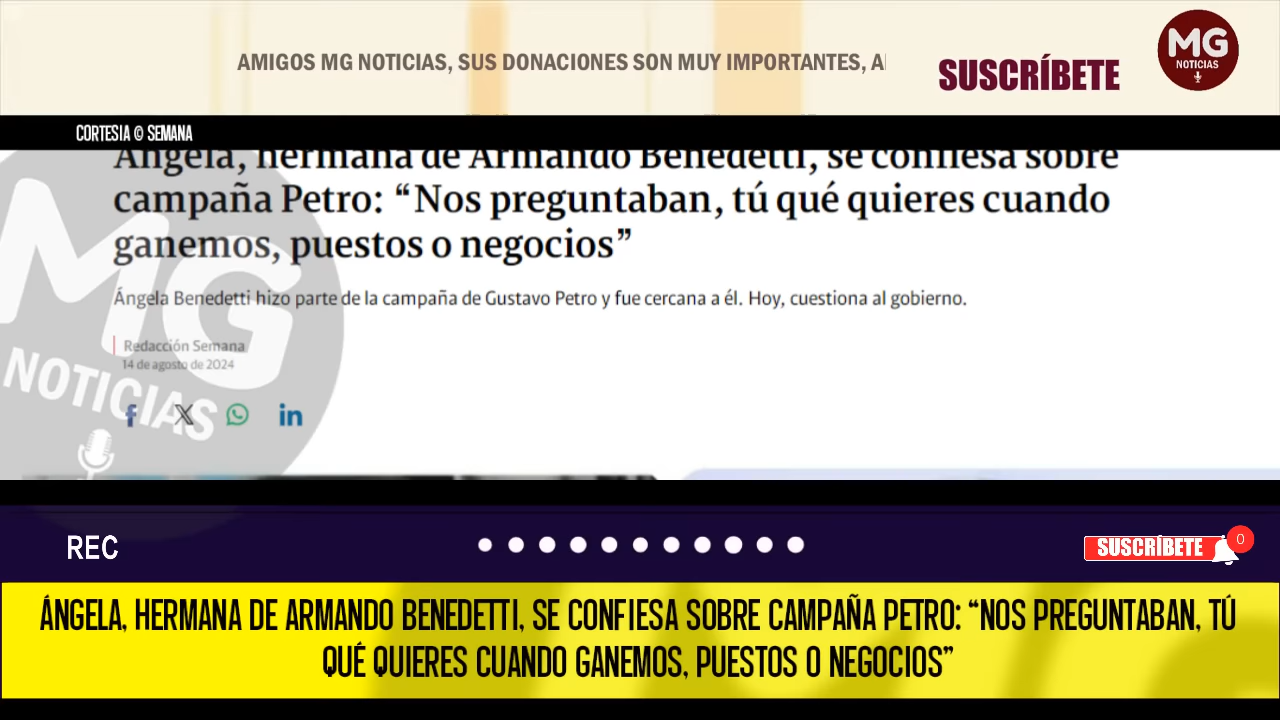 AMIGOS MG NOTICIAS, SUS DONACIONES SON MUY IMPORTANTES,
SUSCRÍBETE
MG
NOTICIAS
CORTESIA © SEMANA
Ángela, hermana de Armando Benedetti, se confiesa sobre
campaña Petro: “Nos preguntaban, tú qué quieres cuando
ganemos, puestos o negocios”
Ángela Benedetti hizo parte de la campaña de Gustavo Petro y fue cercana a él. Hoy, cuestiona al gobierno.
Redacción Semana
14 de agosto de 2024
MG
NOTICIAS
REC
SUSCRÍBETE
0
ÁNGELA, HERMANA DE ARMANDO BENEDETTI, SE CONFIESA SOBRE CAMPAÑA PETRO: “NOS PREGUNTABAN, TÚ
QUÉ QUIERES CUANDO GANEMOS, PUESTOS O NEGOCIOS”